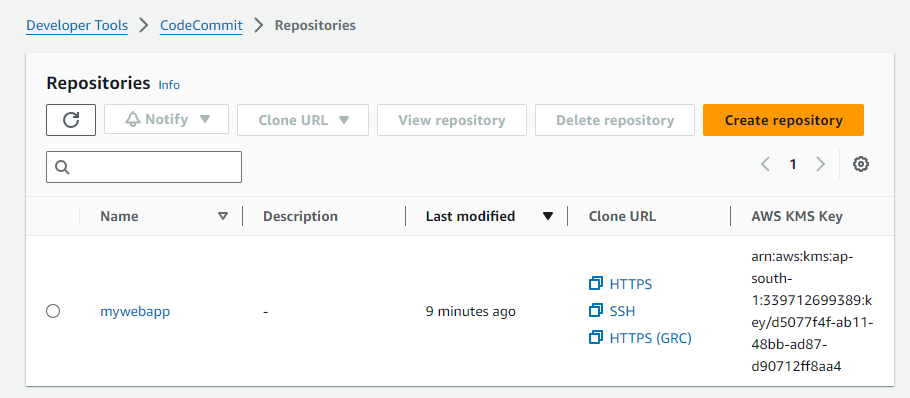 Developer Tools > CodeCommit > Repositories
Repositories Info
Notify Clone URL View repository Delete repository Create repository
1
Name Description Last modified Clone URL AWS KMS Key
mywebapp - 9 minutes ago
HTTPS
SSH
HTTPS (GRC)
arn:aws:kms:ap-
south-
1:339712699389:k
ey/d5077f4f-ab11-
48bb-ad87-
d90712ff8aa4